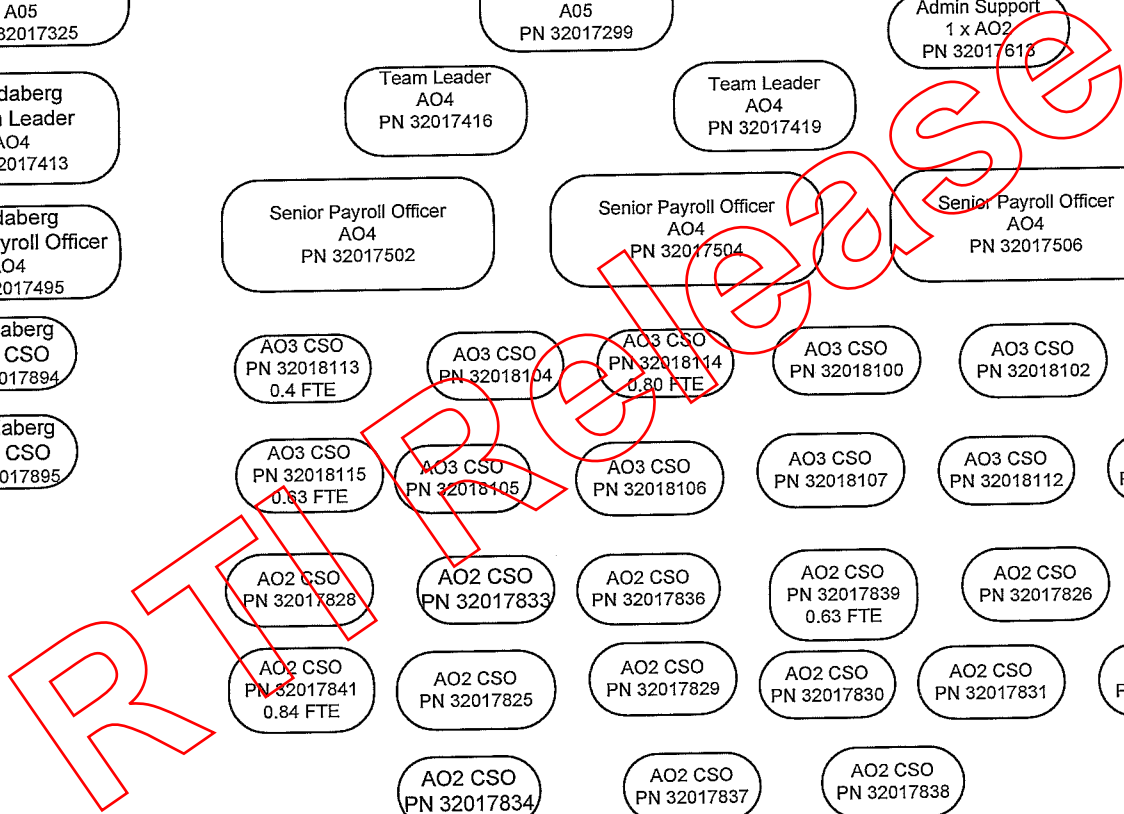 A05
32017325
A05
PN 32017299
Admin Support
1 x AO2
PN 32017613
daberg
Leader
AO4
2017413
Team Leader
AO4
PN 32017416
Team Leader
AO4
PN 32017419
daberg
yroll Officer
AO4
2017495
Senior Payroll Officer
AO4
PN 32017502
Senior Payroll Officer
AO4
PN 32017504
Senior Payroll Officer
AO4
PN 32017506
aberg
CSO
017894
AO3 CSO
PN 32018113
0.4 FTE
AO3 CSO
PN 32018104
AO3 CSO
PN 32018114
0.80 FTE
AO3 CSO
PN 32018100
AO3 CSO
PN 32018102
aberg
CSO
017895
AO3 CSO
PN 32018115
0.63 FTE
AO3 CSO
PN 32018105
AO3 CSO
PN 32018106
AO3 CSO
PN 32018107
AO3 CSO
PN 32018112
AO2 CSO
PN 32017828
AO2 CSO
PN 32017833
AO2 CSO
PN 32017836
AO2 CSO
PN 32017839
0.63 FTE
AO2 CSO
PN 32017826
AO2 CSO
PN 32017841
0.84 FTE
AO2 CSO
PN 32017825
AO2 CSO
PN 32017829
AO2 CSO
PN 32017830
AO2 CSO
PN 32017831
AO2 CSO
PN 32017834
AO2 CSO
PN 32017837
AO2 CSO
PN 32017838
RTI Release